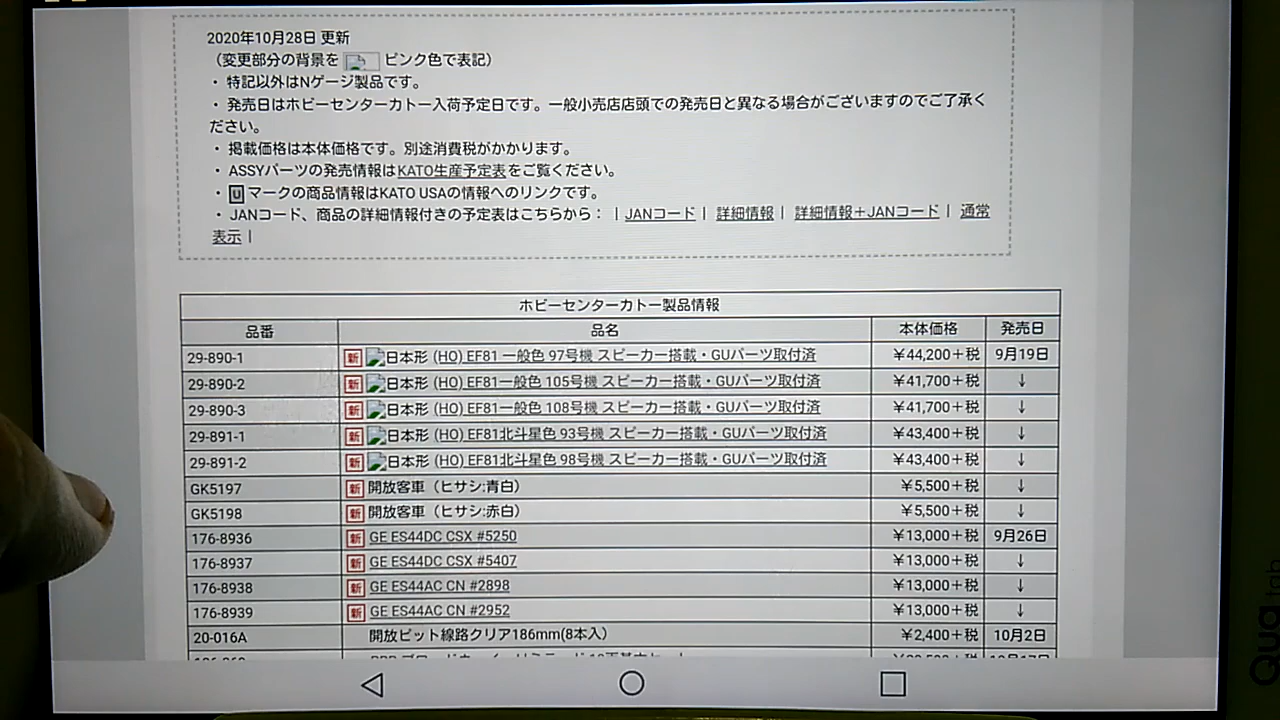 2020年10月28日 更新
（変更部分の背景を ピンク色で表記）
・ 特記以外はNゲージ製品です。
・ 発売日はホビーセンターカトー入荷予定日です。一般小売店店頭での発売日と異なる場合がございますのでご了承く
ださい。
・ 掲載価格は本体価格です。別途消費税がかかります。
・ ASSYパーツの発売情報はKATO生産予定表をご覧ください。
・ U マークの商品情報はKATO USAの情報へのリンクです。
・ JANコード、商品の詳細情報付きの予定表はこちらから： | JANコード | 詳細情報 | 詳細情報＋JANコード | 通常
表示 |
ホビーセンターカトー製品情報
品番 品名 本体価格 発売日
29-890-1 新 日本形 (HO) EF81 一般色 97号機 スピーカー搭載・GUパーツ取付済 ￥44,200＋税 9月19日
29-890-2 新 日本形 (HO) EF81一般色 105号機 スピーカー搭載・GUパーツ取付済 ￥41,700＋税 ↓
29-890-3 新 日本形 (HO) EF81一般色 108号機 スピーカー搭載・GUパーツ取付済 ￥41,700＋税 ↓
29-891-1 新 日本形 (HO) EF81北斗星色 93号機 スピーカー搭載・GUパーツ取付済 ￥43,400＋税 ↓
29-891-2 新 日本形 (HO) EF81北斗星色 98号機 スピーカー搭載・GUパーツ取付済 ￥43,400＋税 ↓
GK5197 新 開放客車（ヒサシ:青白） ￥5,500＋税 ↓
GK5198 新 開放客車（ヒサシ:赤白） ￥5,500＋税 ↓
176-8936 新 GE ES44DC CSX #5250 ￥13,000＋税 9月26日
176-8937 新 GE ES44DC CSX #5407 ￥13,000＋税 ↓
176-8938 新 GE ES44AC CN #2898 ￥13,000＋税 ↓
176-8939 新 GE ES44AC CN #2952 ￥13,000＋税 ↓
20-016A 開放ピット線路クリア186mm(8本入） ￥2,400＋税 10月2日
Qua tab